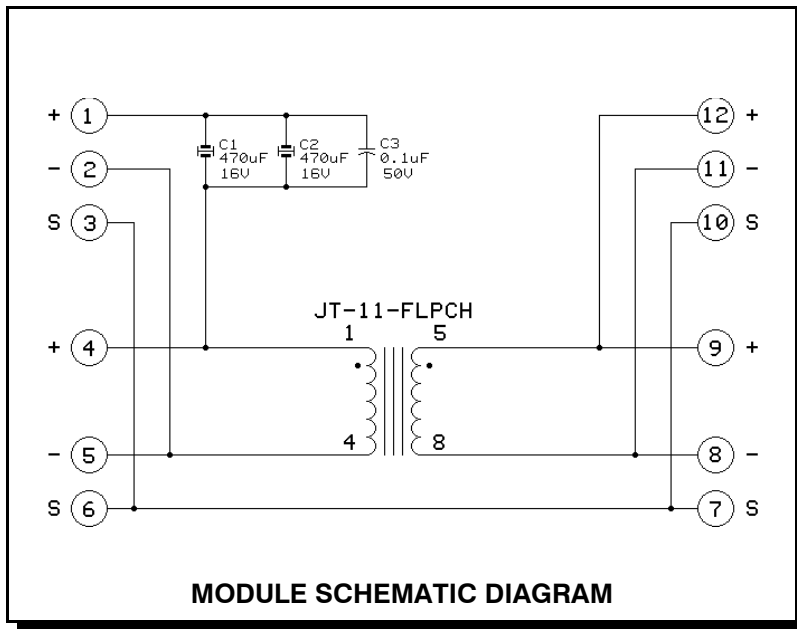 + 1
- 2
S 3
+ 4
- 5
S 6
C1
470uF
16V
C2
470uF
16V
C3
0.1uF
50V
12 +
11 -
10 S
9 +
8 -
7 S
JT-11-FLPCH
1 5
4 8
MODULE SCHEMATIC DIAGRAM